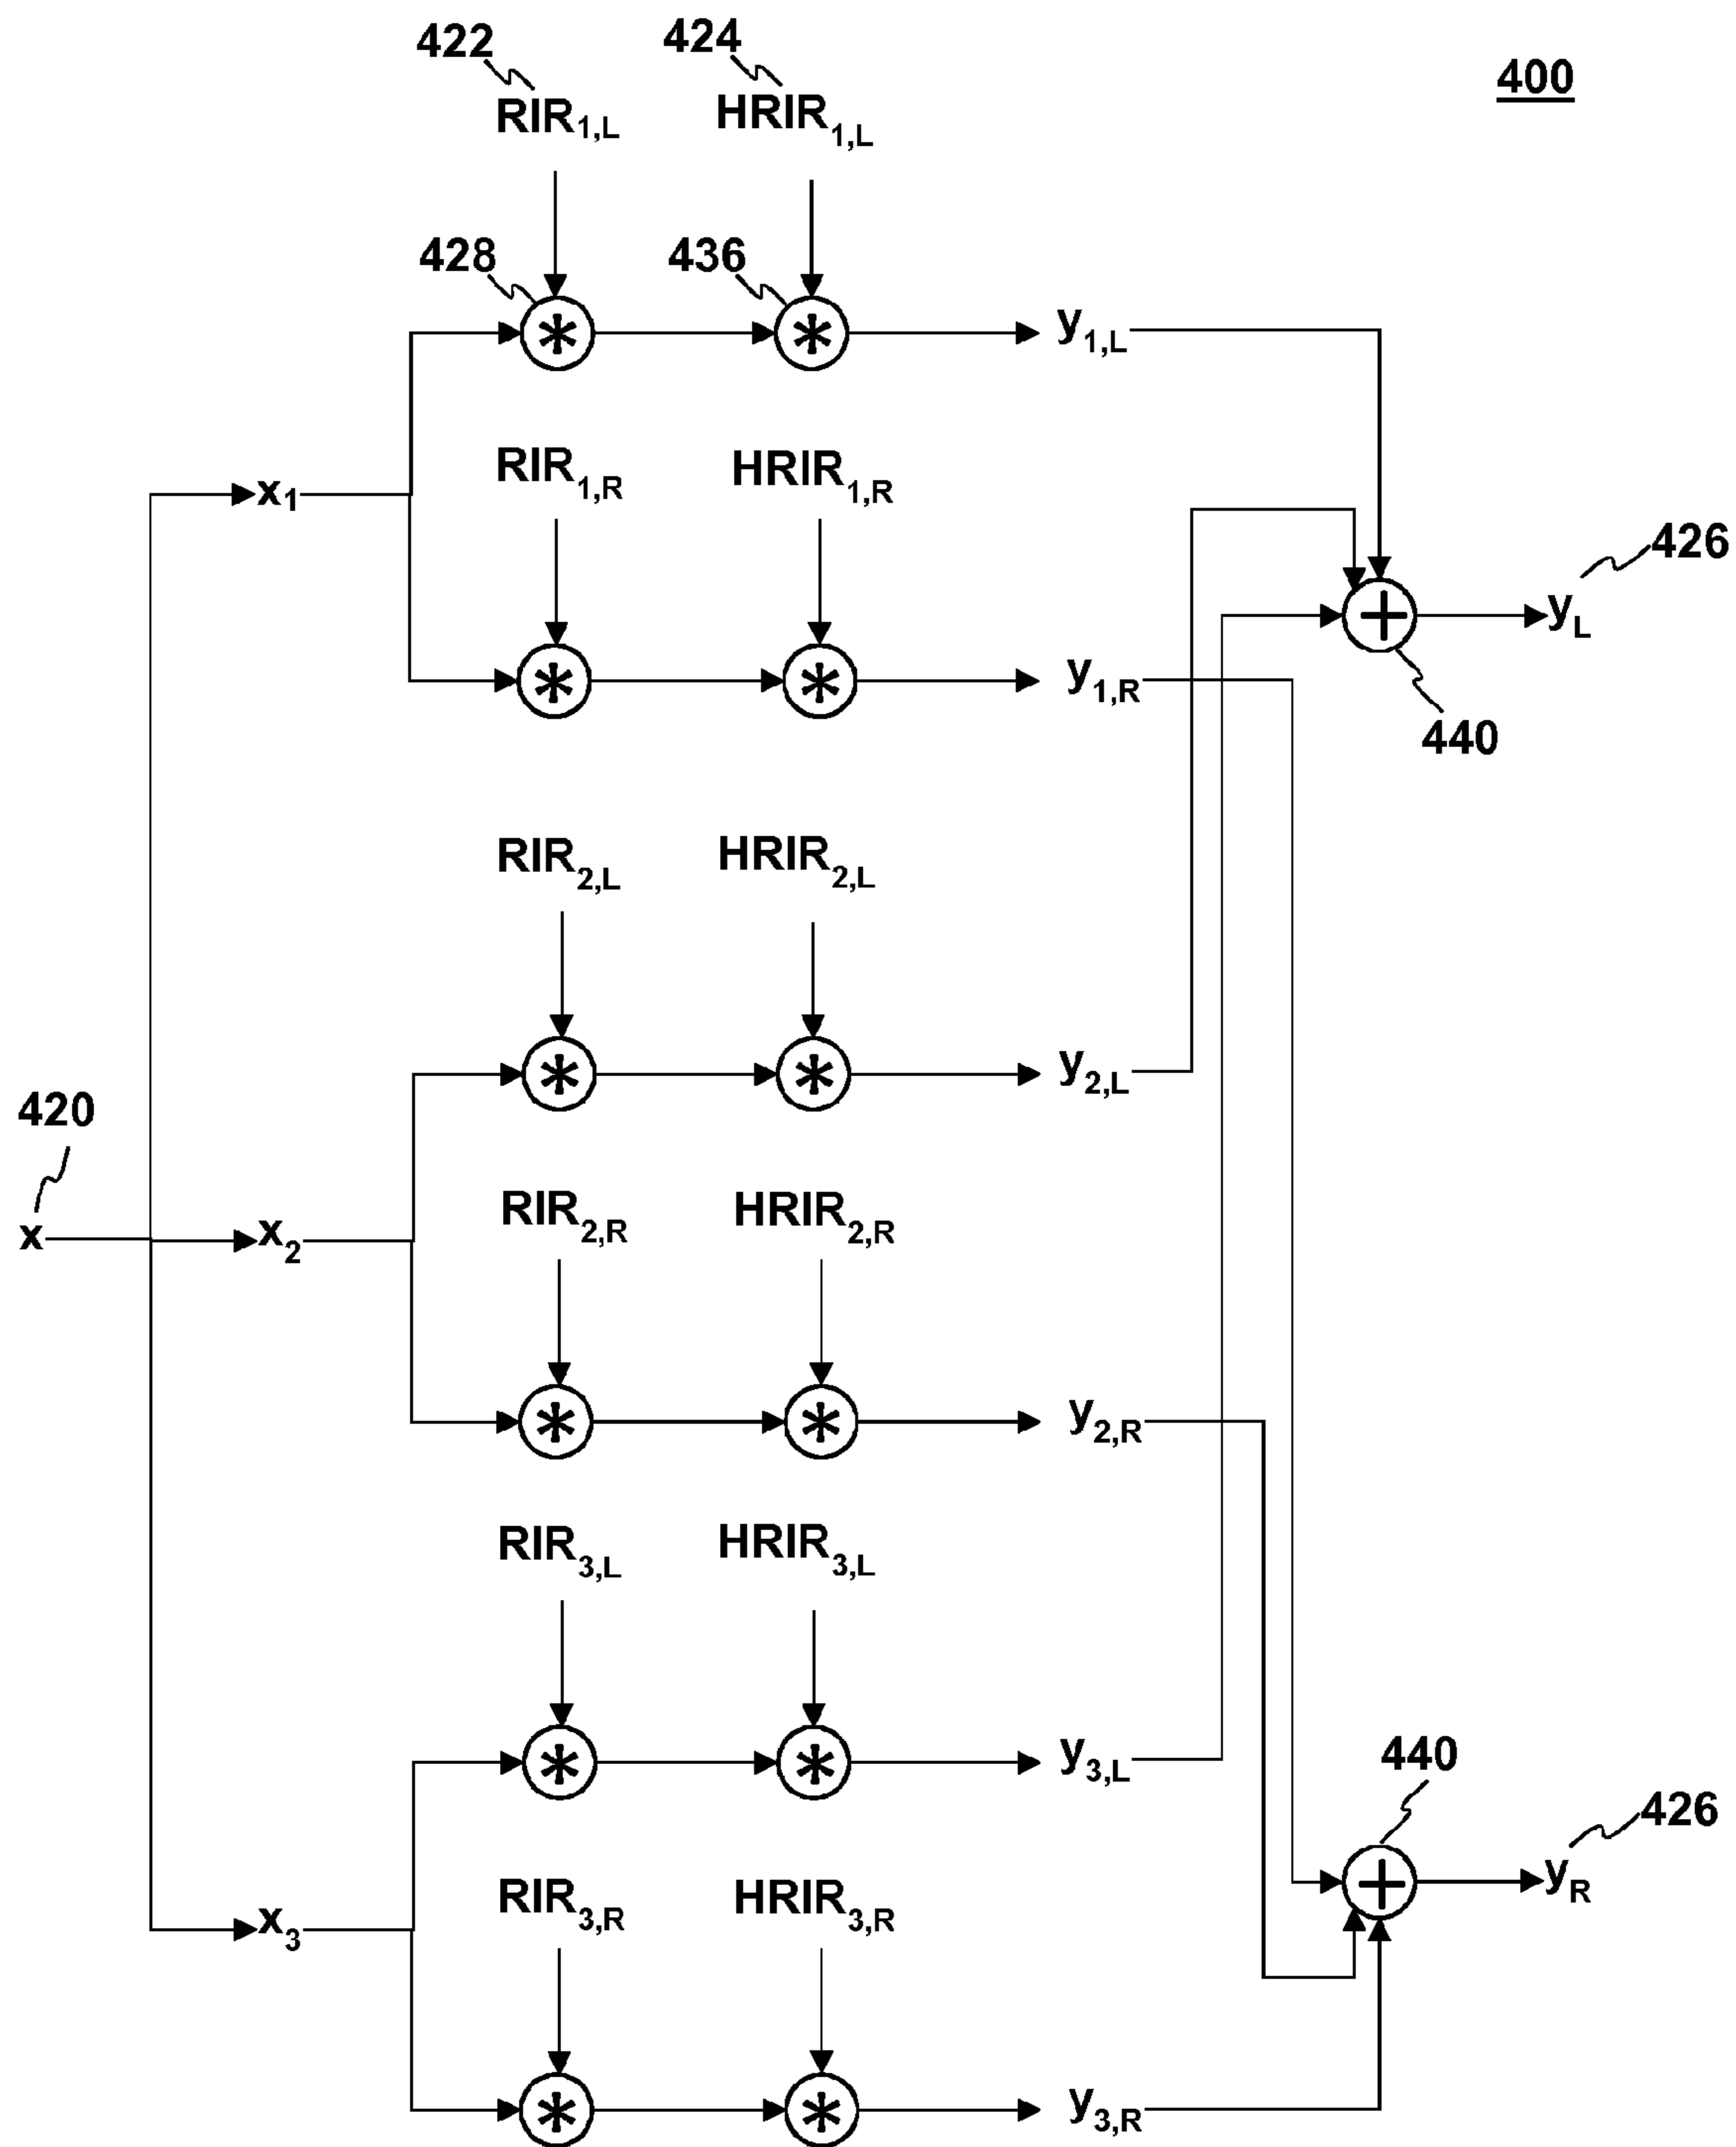 422
424
400
RIR1,L
HRIR1,L
428
436
*
*
y1,L
RIR1,R
HRIR1,R
x1
426
+
yL
*
*
y1,R
440
RIR2,L
HRIR2,L
*
*
y2,L
420
RIR2,R
HRIR2,R
x
x2
*
*
y2,R
RIR3,L
HRIR3,L
*
*
y3,L
440
426
RIR3,R
HRIR3,R
+
yR
x3
*
*
y3,R